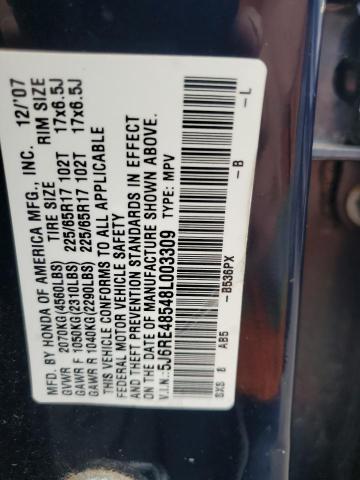 MFD. BY HONDA OF AMERICA MFG., INC. 12/'07
TIRE SIZE RIM SIZE
GVWR 2070KG(4560LBS)
GAWR F 1050KG(2310LBS) 225/65R17 102T 17x6.5J
GAWR R 1040KG(2290LBS) 225/65R17 102T 17x6.5J
THIS VEHICLE CONFORMS TO ALL APPLICABLE
FEDERAL MOTOR VEHICLE SAFETY
AND THEFT PREVENTION STANDARDS IN EFFECT
ON THE DATE OF MANUFACTURE SHOWN ABOVE.
V.I.N.:5J6RE48548L003309 TYPE: MPV
-B536PX -B -L
SXS B AB5